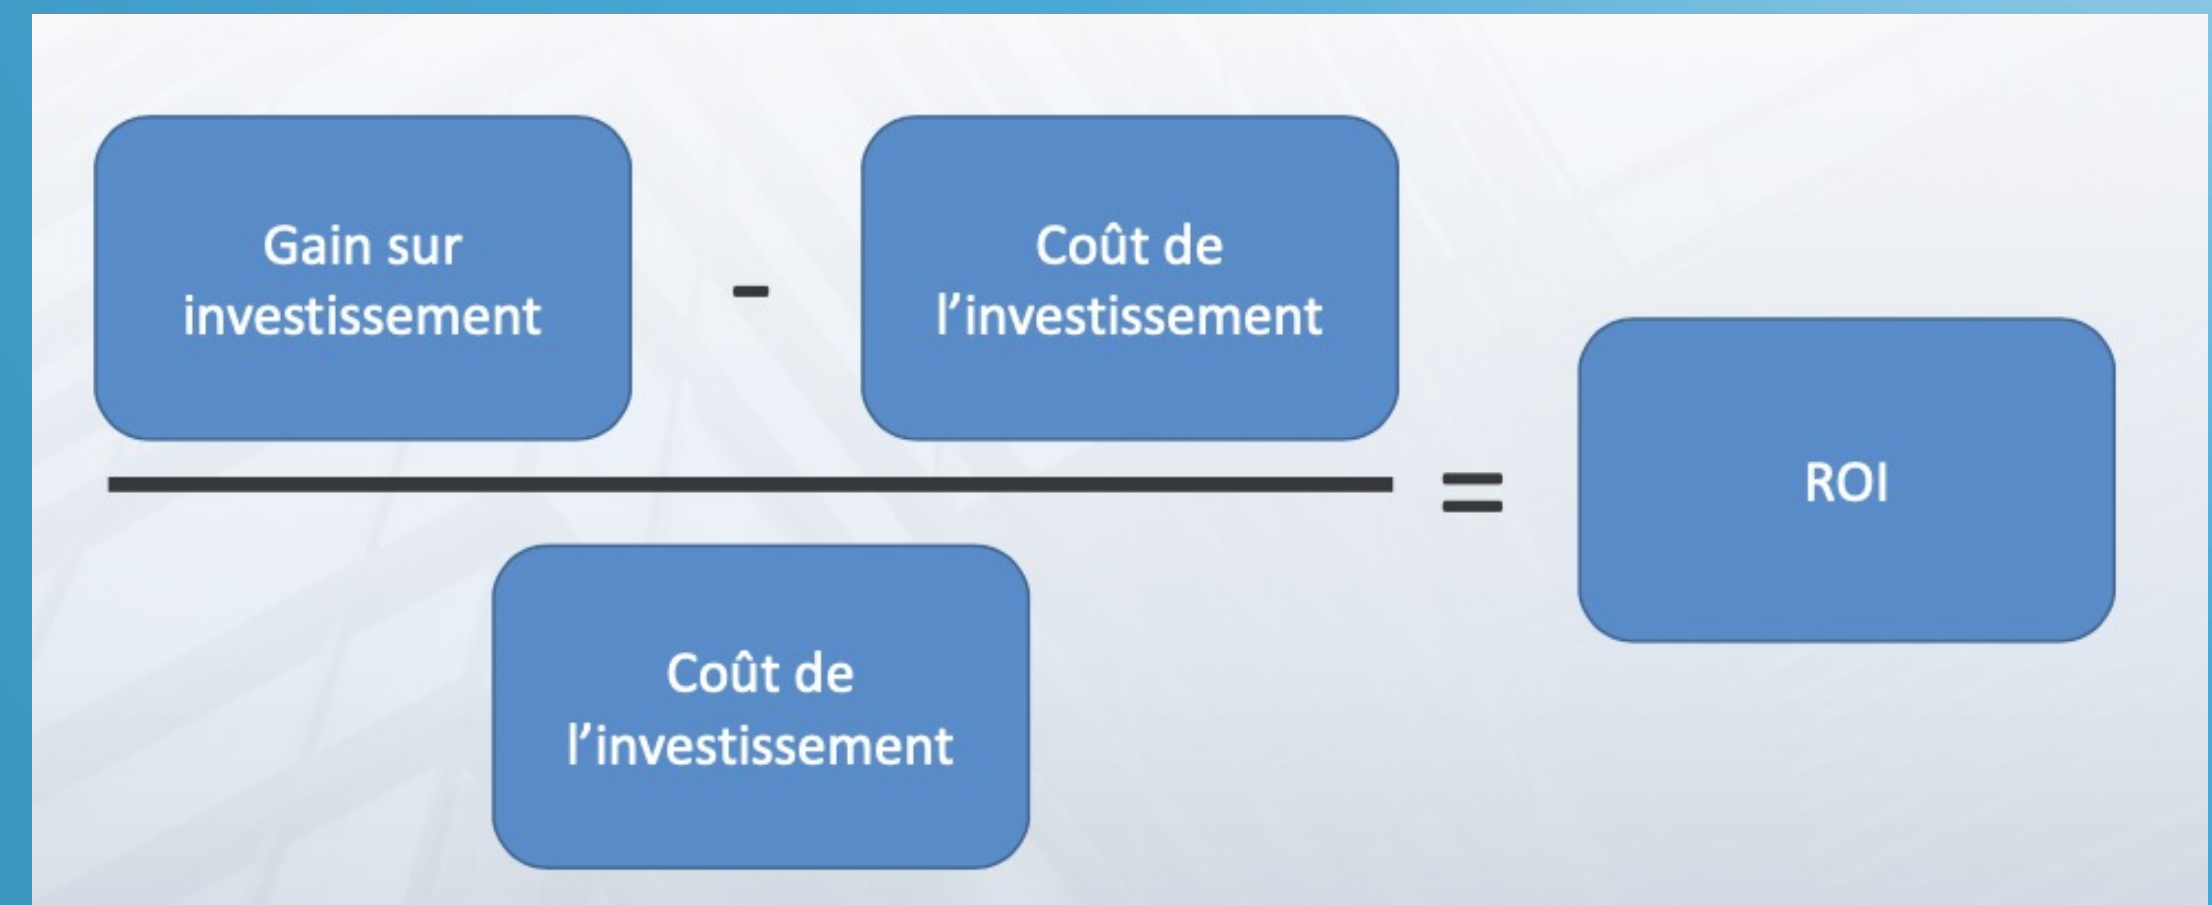 Gain sur
investissement
-
Coût de
l’investissement
=
ROI
Coût de
l’investissement